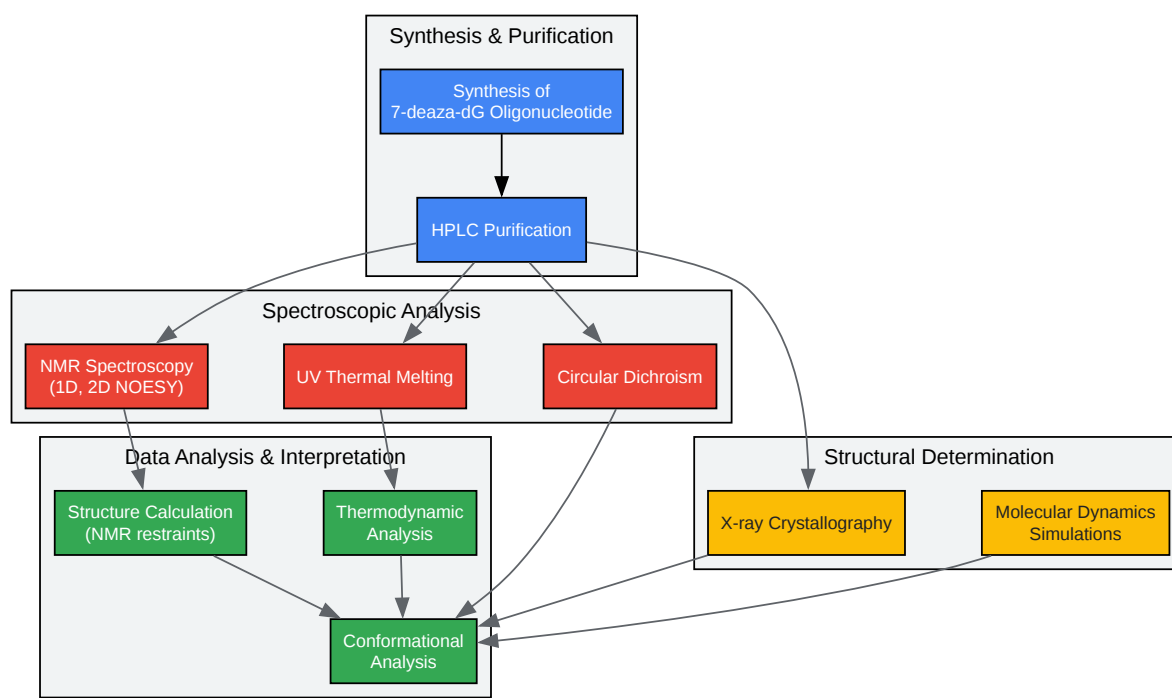 Synthesis & Purification
Synthesis of
7-deaza-dG Oligonucleotide
HPLC Purification
Spectroscopic Analysis
NMR Spectroscopy
(1D, 2D NOESY)
UV Thermal Melting
Circular Dichroism
Data Analysis & Interpretation
Structure Calculation
(NMR restraints)
Thermodynamic
Analysis
Conformational
Analysis
Structural Determination
X-ray Crystallography
Molecular Dynamics
Simulations